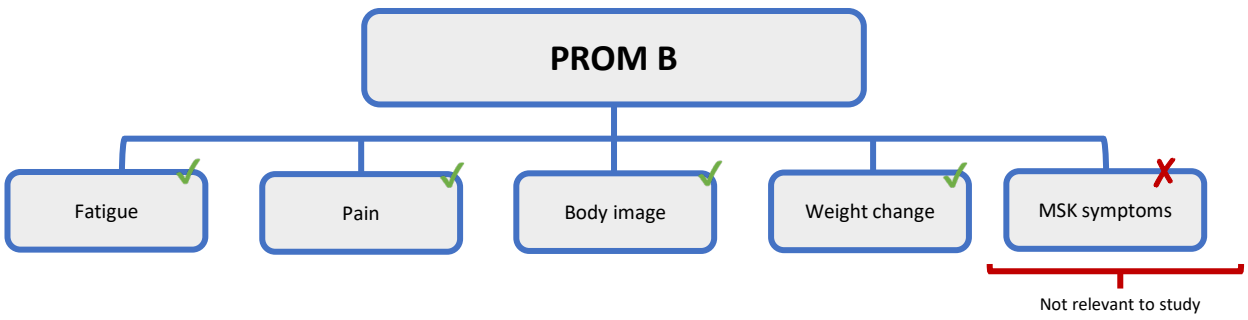 PROM B
Fatigue
Pain
Body image
Weight change
MSK symptoms
Not relevant to study